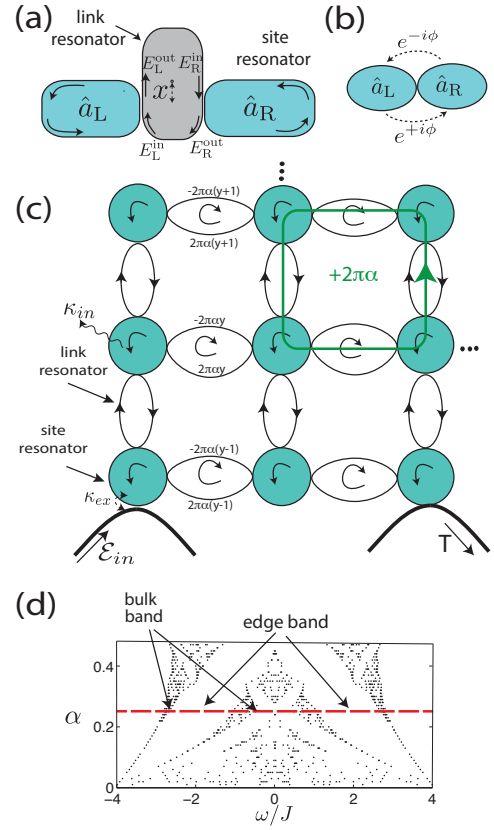 (a)
link
resonator
site
resonator
E_L^out E_R^in
x
â_L
â_R
E_L^in
E_R^out
(b)
e^{-iϕ}
â_L â_R
e^{+iϕ}
(c)
-2πα(y+1)
2πα(y+1)
+2πα
κ_in
-2παy
2παy
link
resonator
site
resonator
-2πα(y-1)
2πα(y-1)
κ_ex
ℰ_in
T
(d)
bulk
band
edge band
0.4
α
0.2
0
−4 −2 0 2 4
ω/J